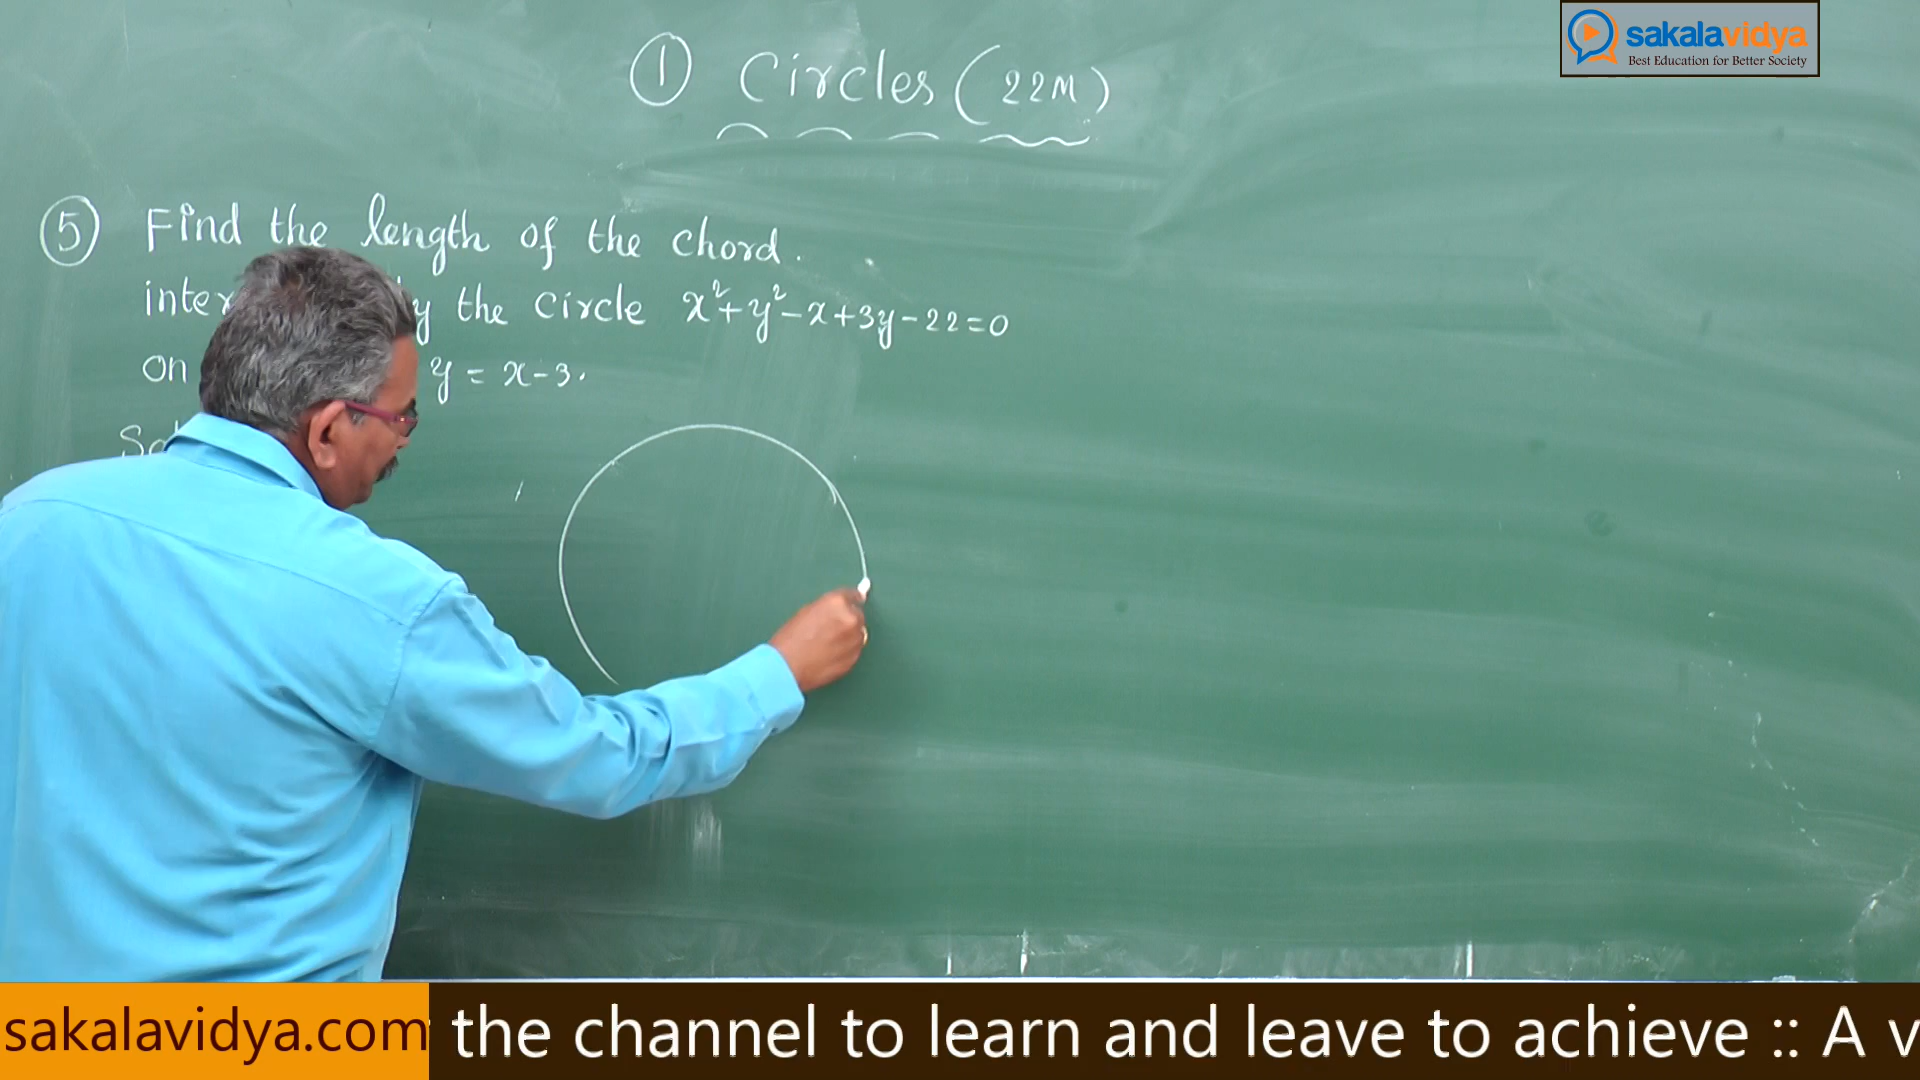 ① Circles (22M)
sakalavidya
Best Education for Better Society
⑤ Find the length of the chord.
the circle x²+y²-x+3y-22=0
on y = x-3.
sakalavidya.com the channel to learn and leave to achieve :: A